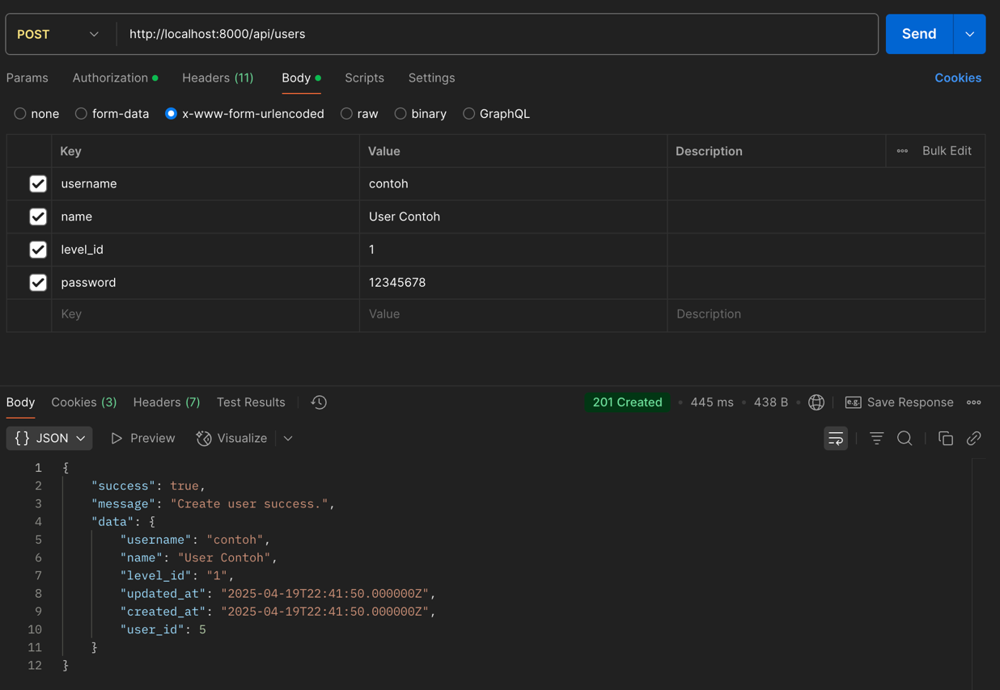 POST http://localhost:8000/api/users Send
Params Authorization Headers (11) Body Scripts Settings Cookies
none form-data x-www-form-urlencoded raw binary GraphQL
Key Value Description Bulk Edit
username contoh
name User Contoh
level_id 1
password 12345678
Key Value Description
Body Cookies (3) Headers (7) Test Results 201 Created 445 ms 438 B e.g. Save Response
{} JSON Preview Visualize
1 {
2 "success": true,
3 "message": "Create user success.",
4 "data": {
5 "username": "contoh",
6 "name": "User Contoh",
7 "level_id": "1",
8 "updated_at": "2025-04-19T22:41:50.000000Z",
9 "created_at": "2025-04-19T22:41:50.000000Z",
10 "user_id": 5
11 }
12 }